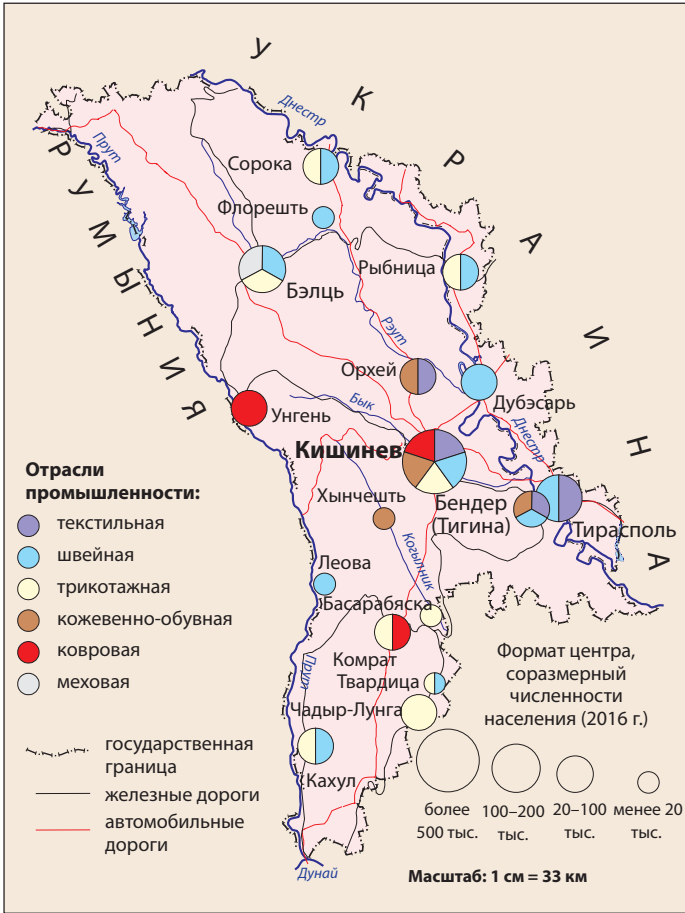 УКРАИНА
РУМЫНИЯ
Днестр
Прут
Сорока
Флорешть
Рыбница
Бэлць
Рэут
Орхей
Дубэсарь
Бык
Унгень
Днестр
Кишинев
Хынчешть
Бендер
(Тигина)
Тирасполь
Когылник
Леова
Басарабяска
Прут
Комрат
Твардица
Чадыр-Лунга
Кахул
Дунай
Отрасли
промышленности:
текстильная
швейная
трикотажная
кожевенно-обувная
ковровая
меховая
государственная
граница
железные дороги
автомобильные
дороги
Формат центра,
соразмерный
численности
населения (2016 г.)
более
500 тыс.
100–200
тыс.
20–100
тыс.
менее 20
тыс.
Масштаб: 1 см = 33 км